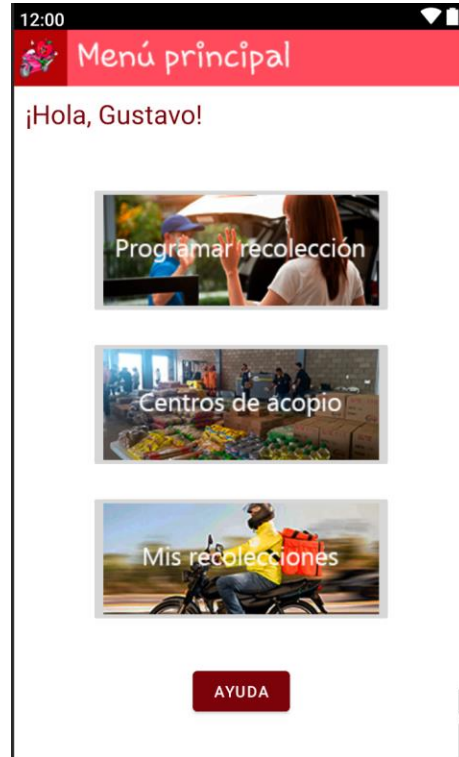 12:00
Menú principal
¡Hola, Gustavo!
Programar recolección
Centros de acopio
Mis recolecciones
AYUDA